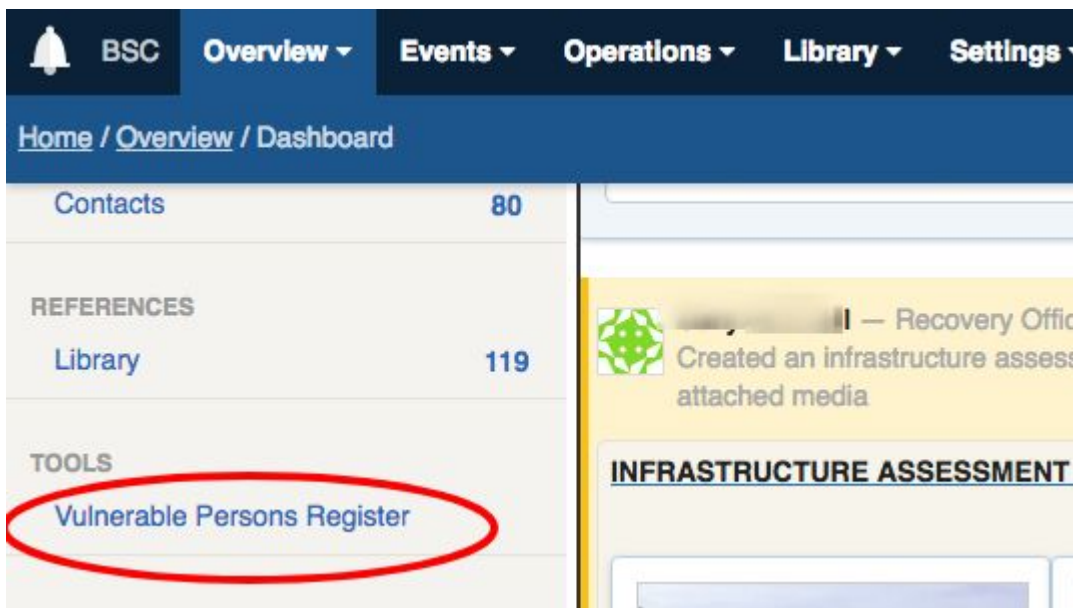 BSC Overview Events Operations Library Settings
Home / Overview / Dashboard
Contacts 80
REFERENCES
Library 119
TOOLS
Vulnerable Persons Register
— Recovery Offic
Created an infrastructure assess
attached media
INFRASTRUCTURE ASSESSMENT